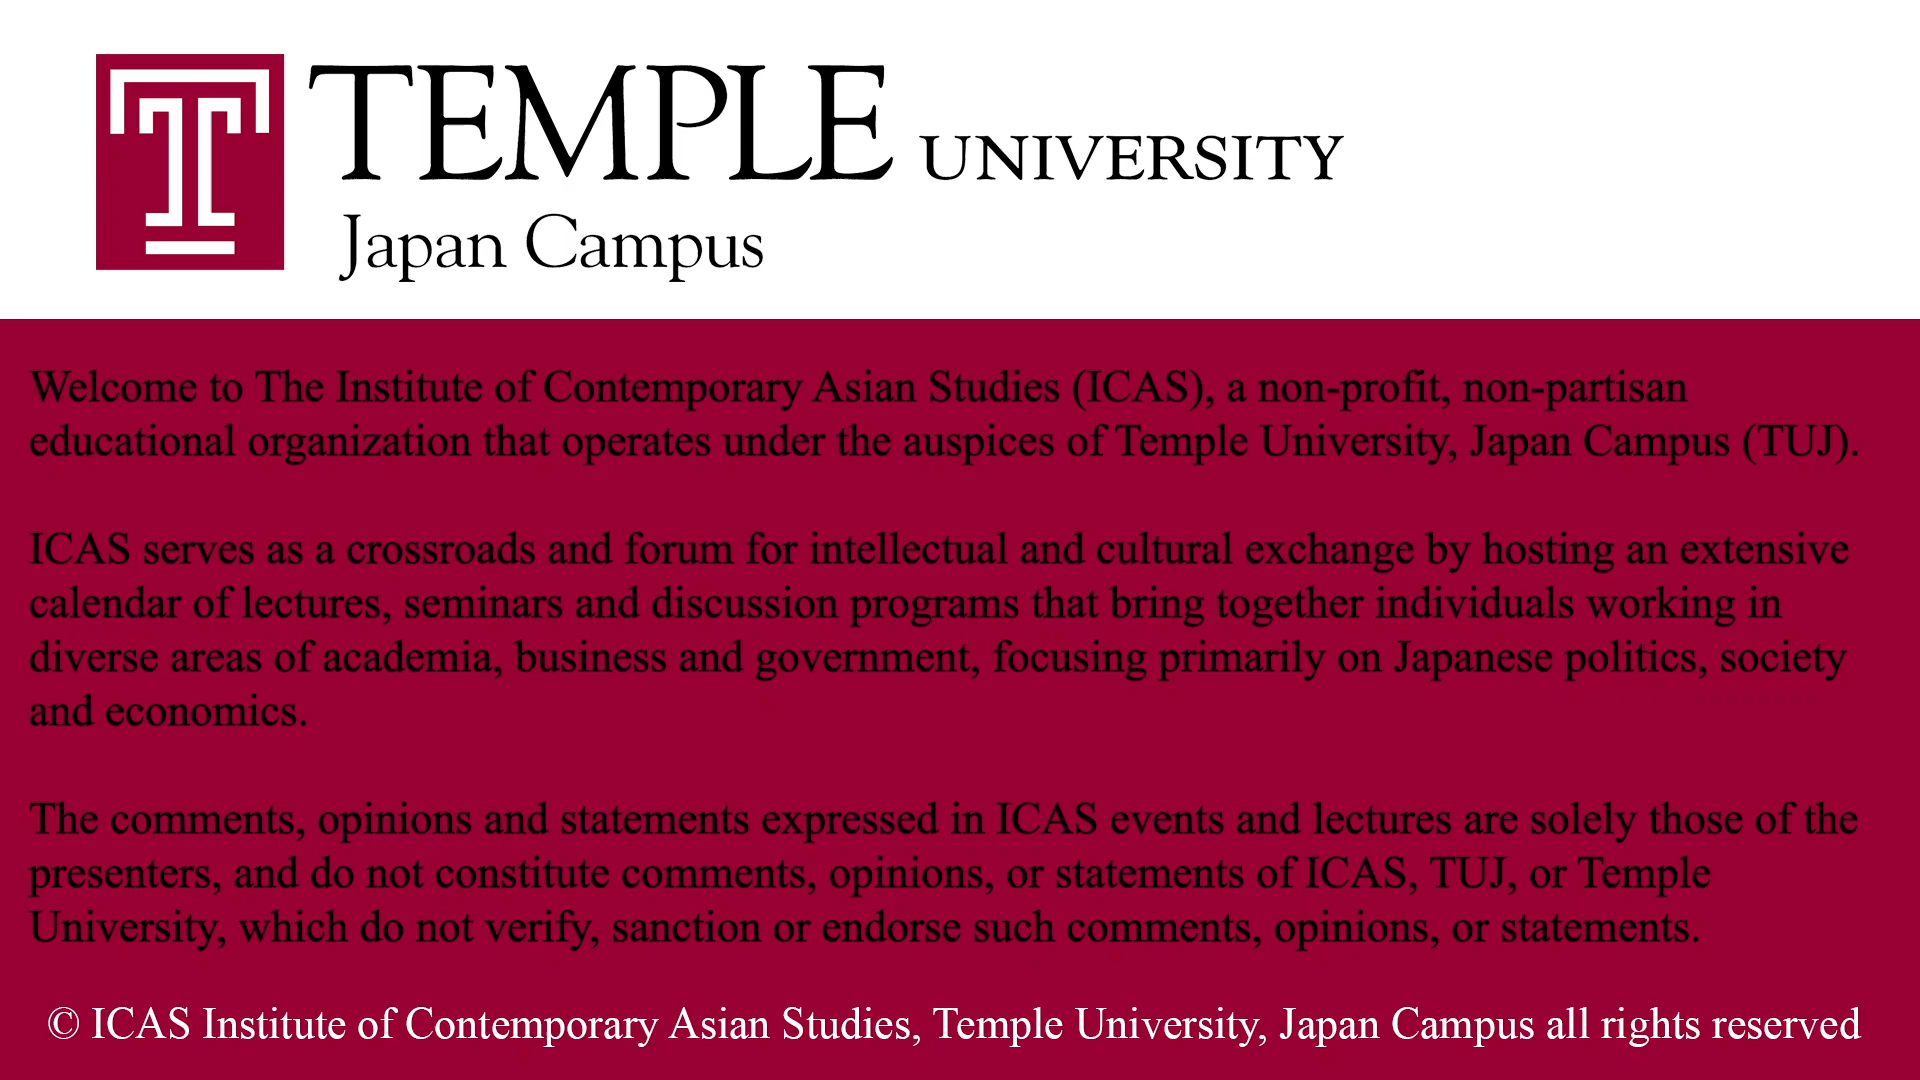 TEMPLE UNIVERSITY
Japan Campus
Welcome to The Institute of Contemporary Asian Studies (ICAS), a non-profit, non-partisan
educational organization that operates under the auspices of Temple University, Japan Campus (TUJ).
ICAS serves as a crossroads and forum for intellectual and cultural exchange by hosting an extensive
calendar of lectures, seminars and discussion programs that bring together individuals working in
diverse areas of academia, business and government, focusing primarily on Japanese politics, society
and economics.
The comments, opinions and statements expressed in ICAS events and lectures are solely those of the
presenters, and do not constitute comments, opinions, or statements of ICAS, TUJ, or Temple
University, which do not verify, sanction or endorse such comments, opinions, or statements.
© ICAS Institute of Contemporary Asian Studies, Temple University, Japan Campus all rights reserved